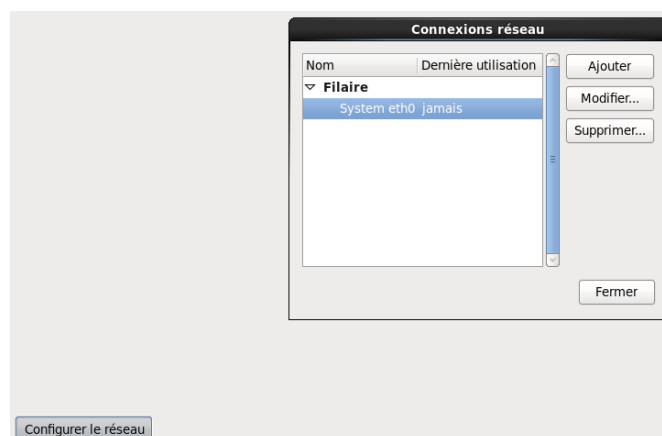 Connexions réseau
Nom Dernière utilisation
Filaire
System eth0 jamais
Ajouter
Modifier...
Supprimer...
Fermer
Configurer le réseau